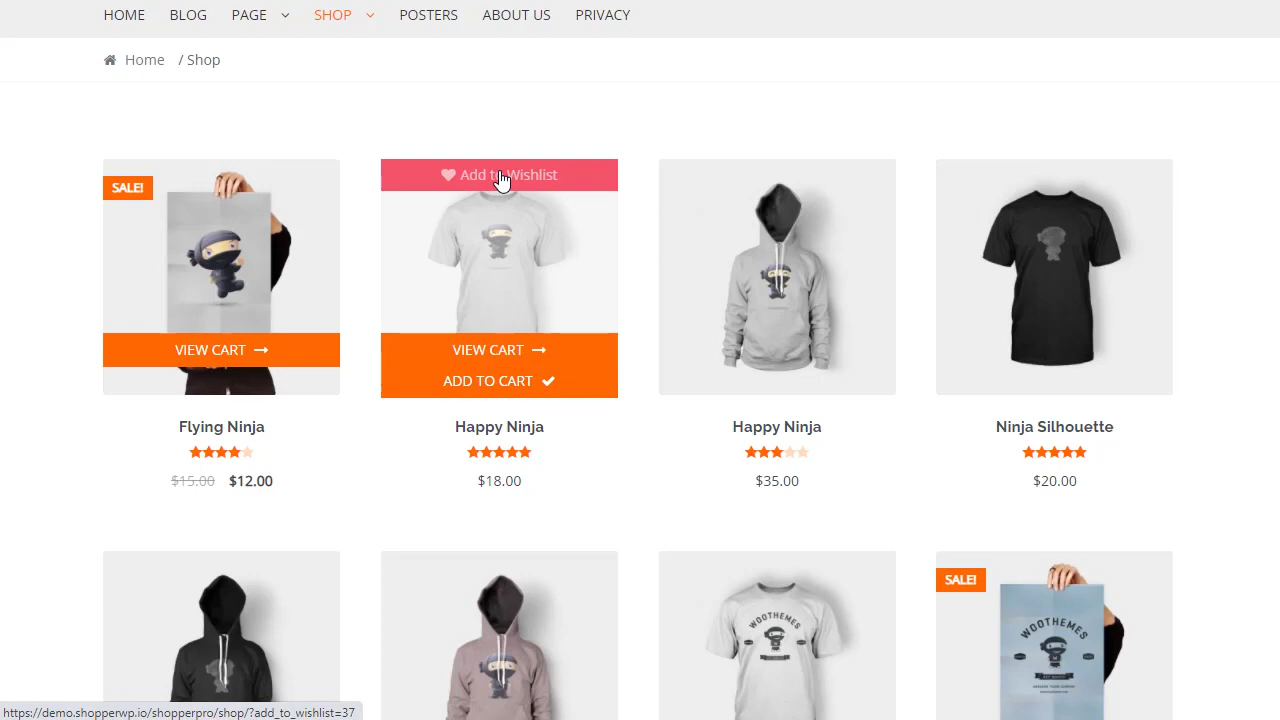 HOME BLOG PAGE SHOP POSTERS ABOUT US PRIVACY
Home / Shop
Add to Wishlist
SALE!
VIEW CART
VIEW CART
ADD TO CART
Flying Ninja
Happy Ninja
Happy Ninja
Ninja Silhouette
$15.00 $12.00
$18.00
$35.00
$20.00
SALE!
WOOTHEMES
WOOTHEMES
https://demo.shopperwp.io/shopperpro/shop/?add_to_wishlist=37